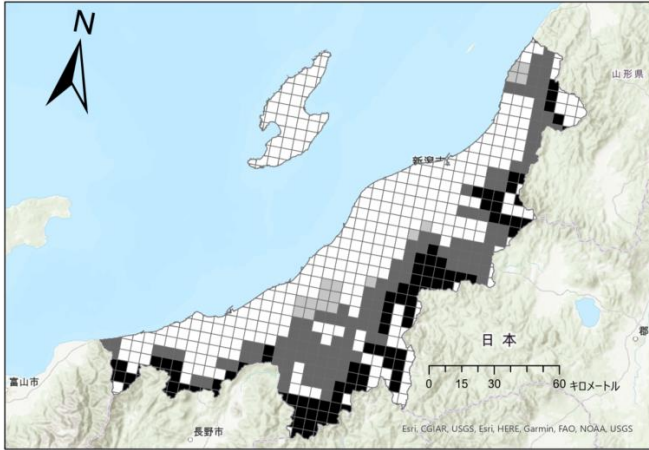 N
山形県
新潟市
日本
郡
0 15 30 60 キロメートル
富山市
長野市
Esri, CGIAR, USGS, Esri, HERE, Garmin, FAO, NOAA, USGS